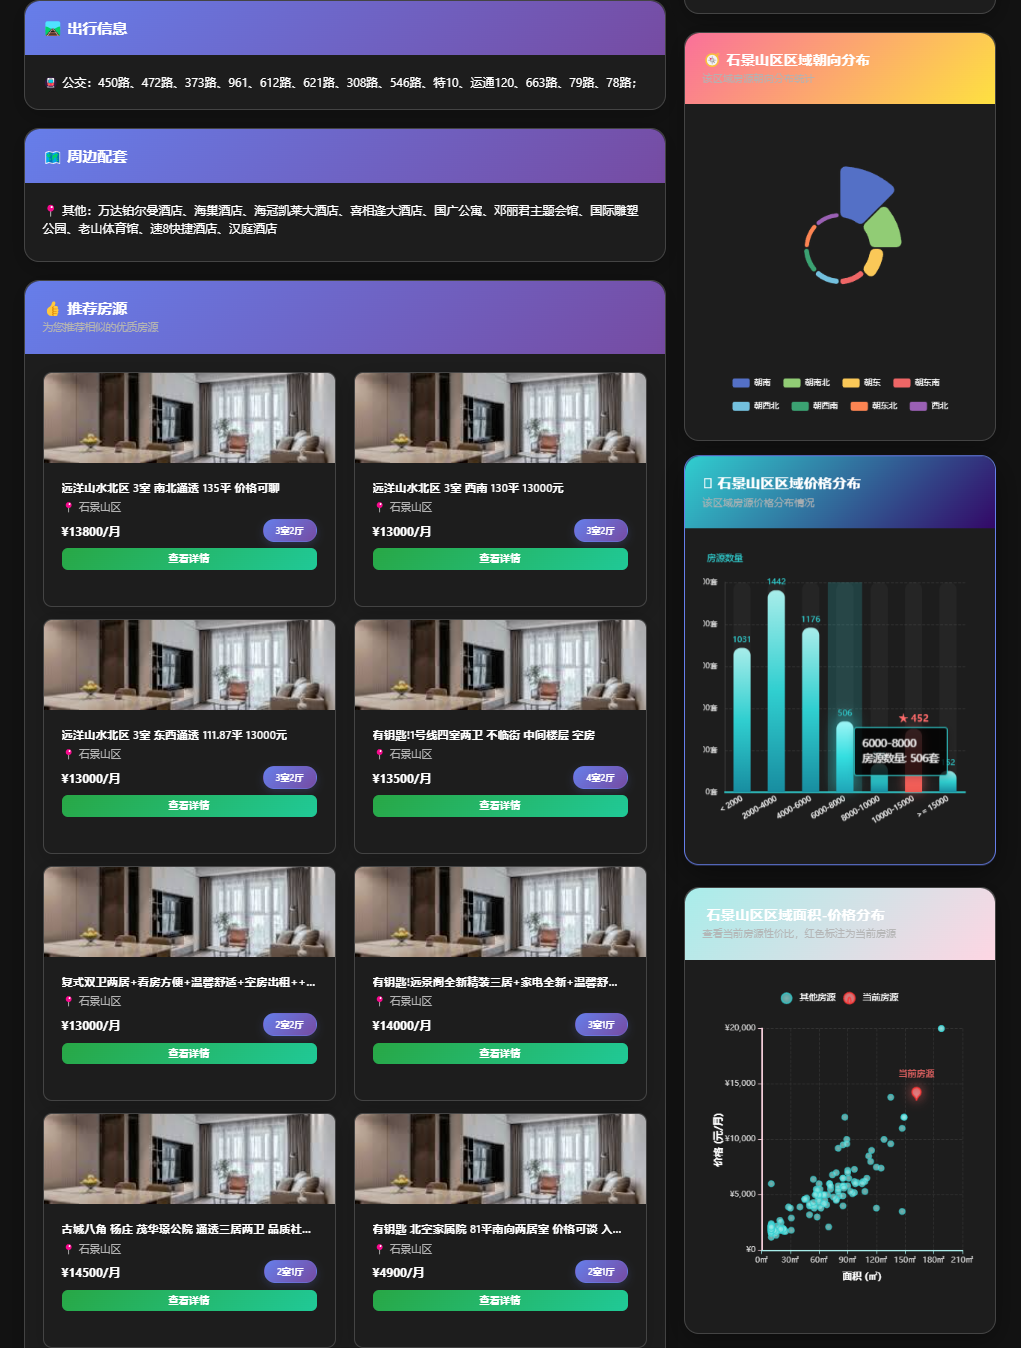 出行信息
公交：450路、472路、373路、961、612路、621路、308路、546路、特10、运通120、663路、79路、78路；
周边配套
其他：万达铂尔曼酒店、海巢酒店、海冠凯莱大酒店、喜相逢大酒店、国广公寓、邓丽君主题会馆、国际雕塑
公园、老山体育馆、速8快捷酒店、汉庭酒店
推荐房源
为您推荐相似的优质房源
远洋山水北区 3室 南北通透 135平 价格可聊
石景山区
¥13800/月
3室2厅
查看详情
远洋山水北区 3室 西南 130平 13000元
石景山区
¥13000/月
3室2厅
查看详情
远洋山水北区 3室 东西通透 111.87平 13000元
石景山区
¥13000/月
3室2厅
查看详情
有钥匙!1号线四室两卫 不临街 中间楼层 空房
石景山区
¥13500/月
4室2厅
查看详情
复式双卫两居+看房方便+温馨舒适+空房出租++...
石景山区
¥13000/月
2室2厅
查看详情
有钥匙!远景阁全新精装三居+家电全新+温馨舒...
石景山区
¥14000/月
3室1厅
查看详情
古城八角 杨庄 茂华璟公院 通透三居两卫 品质社...
石景山区
¥14500/月
2室1厅
查看详情
有钥匙 北空家属院 81平南向两居室 价格可谈 入...
石景山区
¥4900/月
2室1厅
查看详情
石景山区区域朝向分布
朝南
朝南北
朝东
朝东南
朝西北
朝西南
朝东北
西北
石景山区区域价格分布
该区域房源价格分布情况
房源数量
00套
00套
00套
00套
00套
0套
1031
1442
1176
506
★ 452
52
6000-8000
房源数量: 506套
< 2000
2000-4000
4000-6000
6000-8000
8000-10000
10000-15000
>= 15000
石景山区区域面积-价格分布
查看当前房源性价比，红色标注为当前房源
其他房源
当前房源
价格 (元/月)
¥20,000
¥15,000
¥10,000
¥5,000
¥0
当前房源
0㎡
30㎡
60㎡
90㎡
120㎡
150㎡
180㎡
210㎡
面积 (㎡)